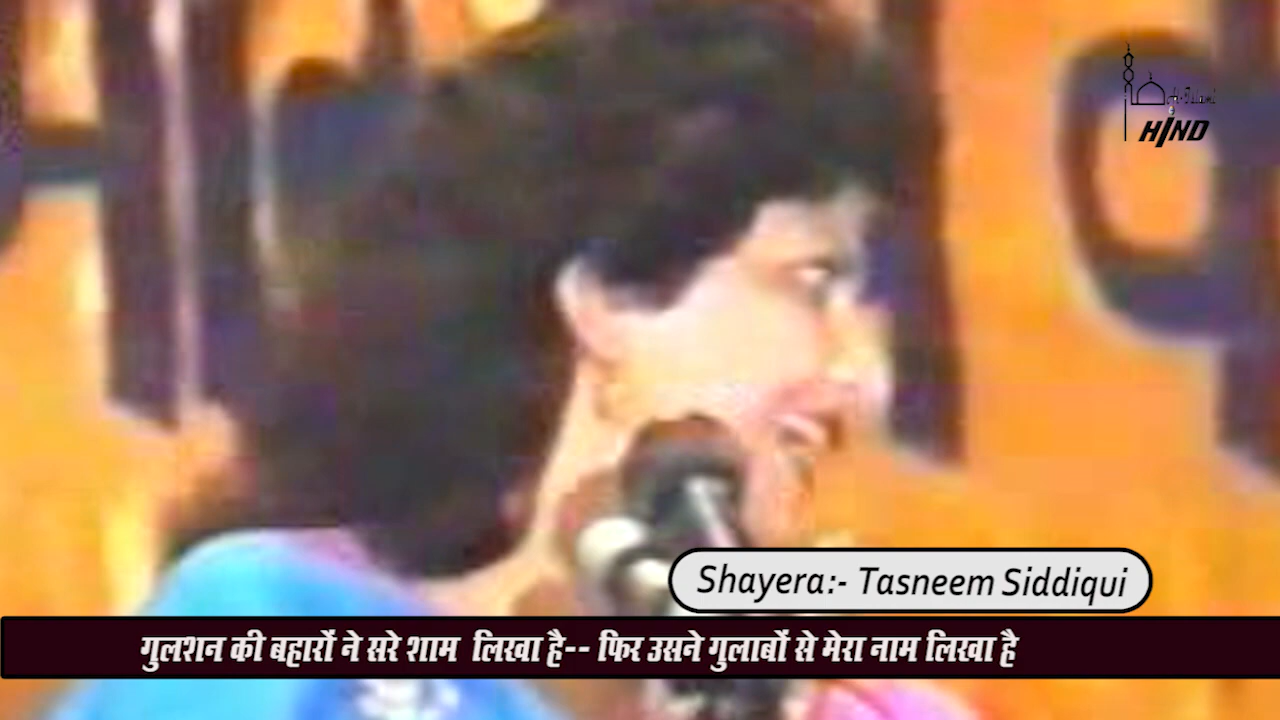 HIND
Shayera:- Tasneem Siddiqui
गुलशन की बहारों ने सरे शाम लिखा है-- फिर उसने गुलाबों से मेरा नाम लिखा है